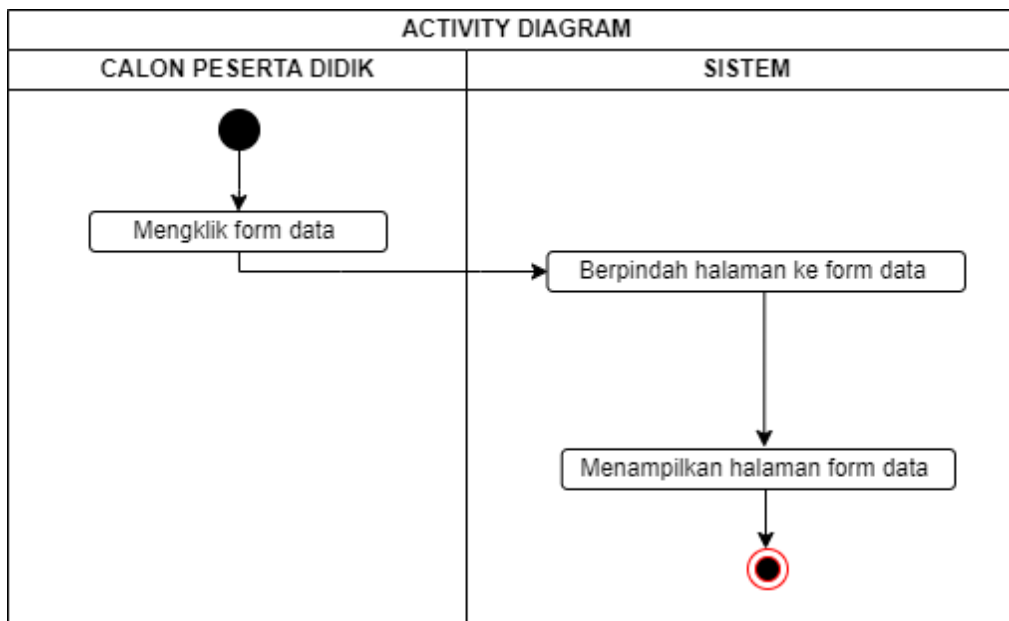 ACTIVITY DIAGRAM
CALON PESERTA DIDIK
SISTEM
Mengklik form data
Berpindah halaman ke form data
Menampilkan halaman form data